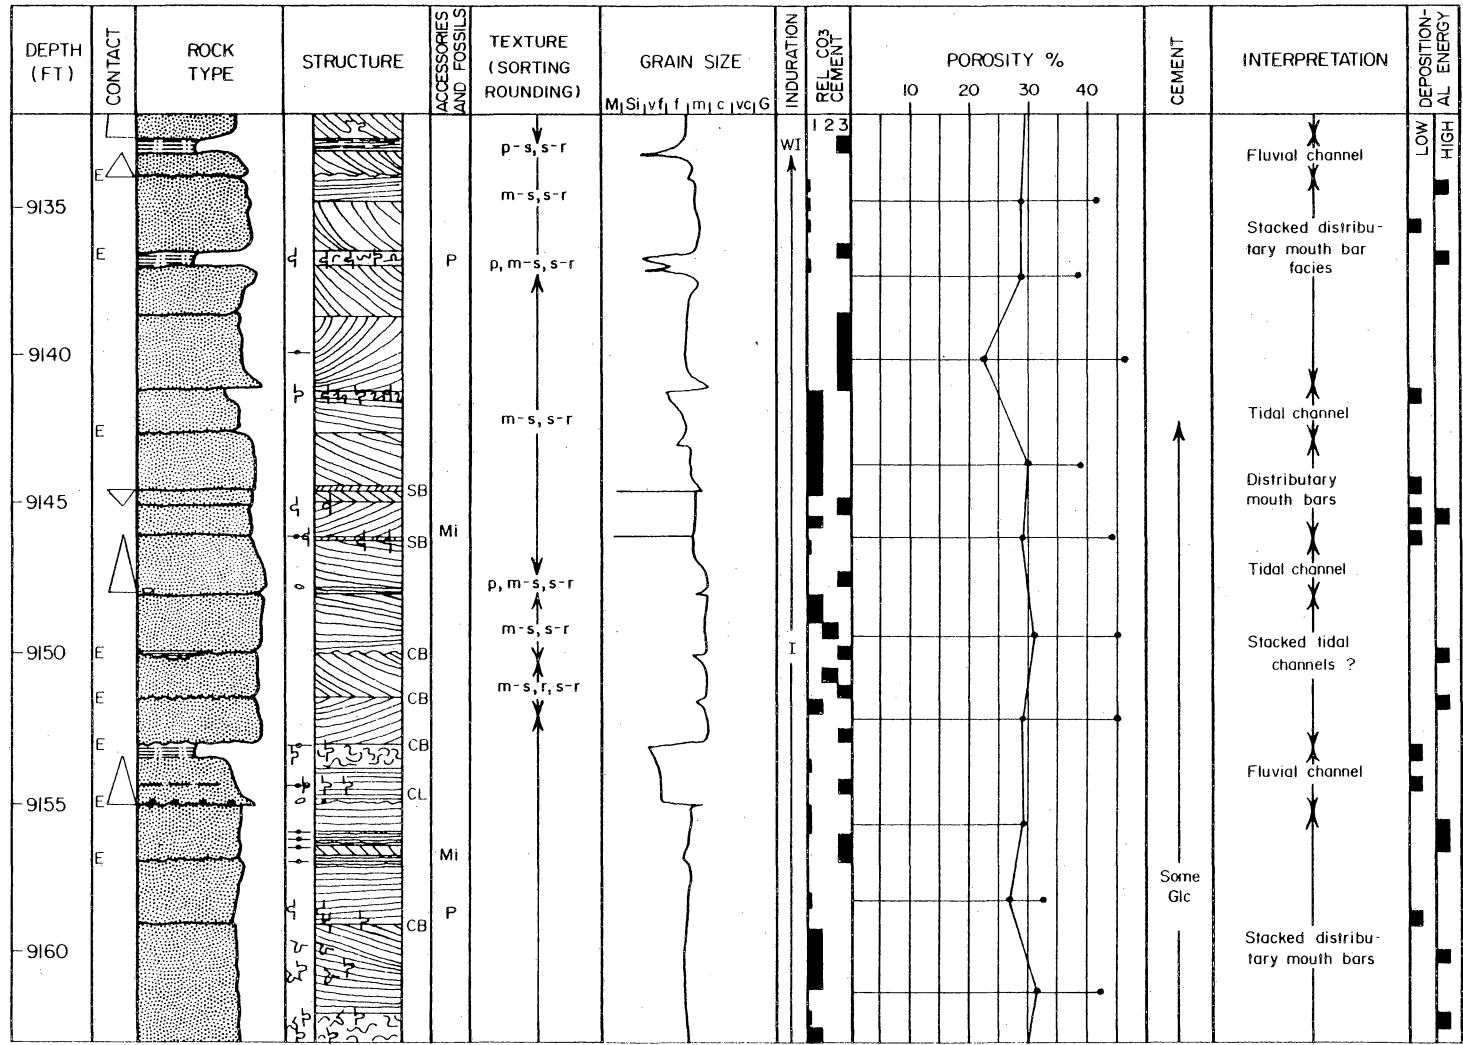 DEPTH
(FT)
CONTACT
ROCK
TYPE
STRUCTURE
ACCESSORIES
AND FOSSILS
TEXTURE
(SORTING
ROUNDING)
GRAIN SIZE
M Si vf f m c vc G
INDURATION
REL CO3
CEMENT
1 2 3
POROSITY %
10 20 30 40
CEMENT
INTERPRETATION
DEPOSITION-
AL ENERGY
LOW
HIGH
p-s, s-r
WI
Fluvial channel
E
m-s, s-r
9135
Stacked distribu-
tary mouth bar
facies
E
P
p, m-s, s-r
9140
Tidal channel
m-s, s-r
E
Distributary
mouth bars
SB
9145
Mi
SB
Tidal channel
p, m-s, s-r
m-s, s-r
Stacked tidal
channels ?
I
9150
E
CB
m-s, r, s-r
E
CB
E
CB
Fluvial channel
CL
9155
E
E
Mi
Some
Glc
P
CB
Stacked distribu-
tary mouth bars
9160